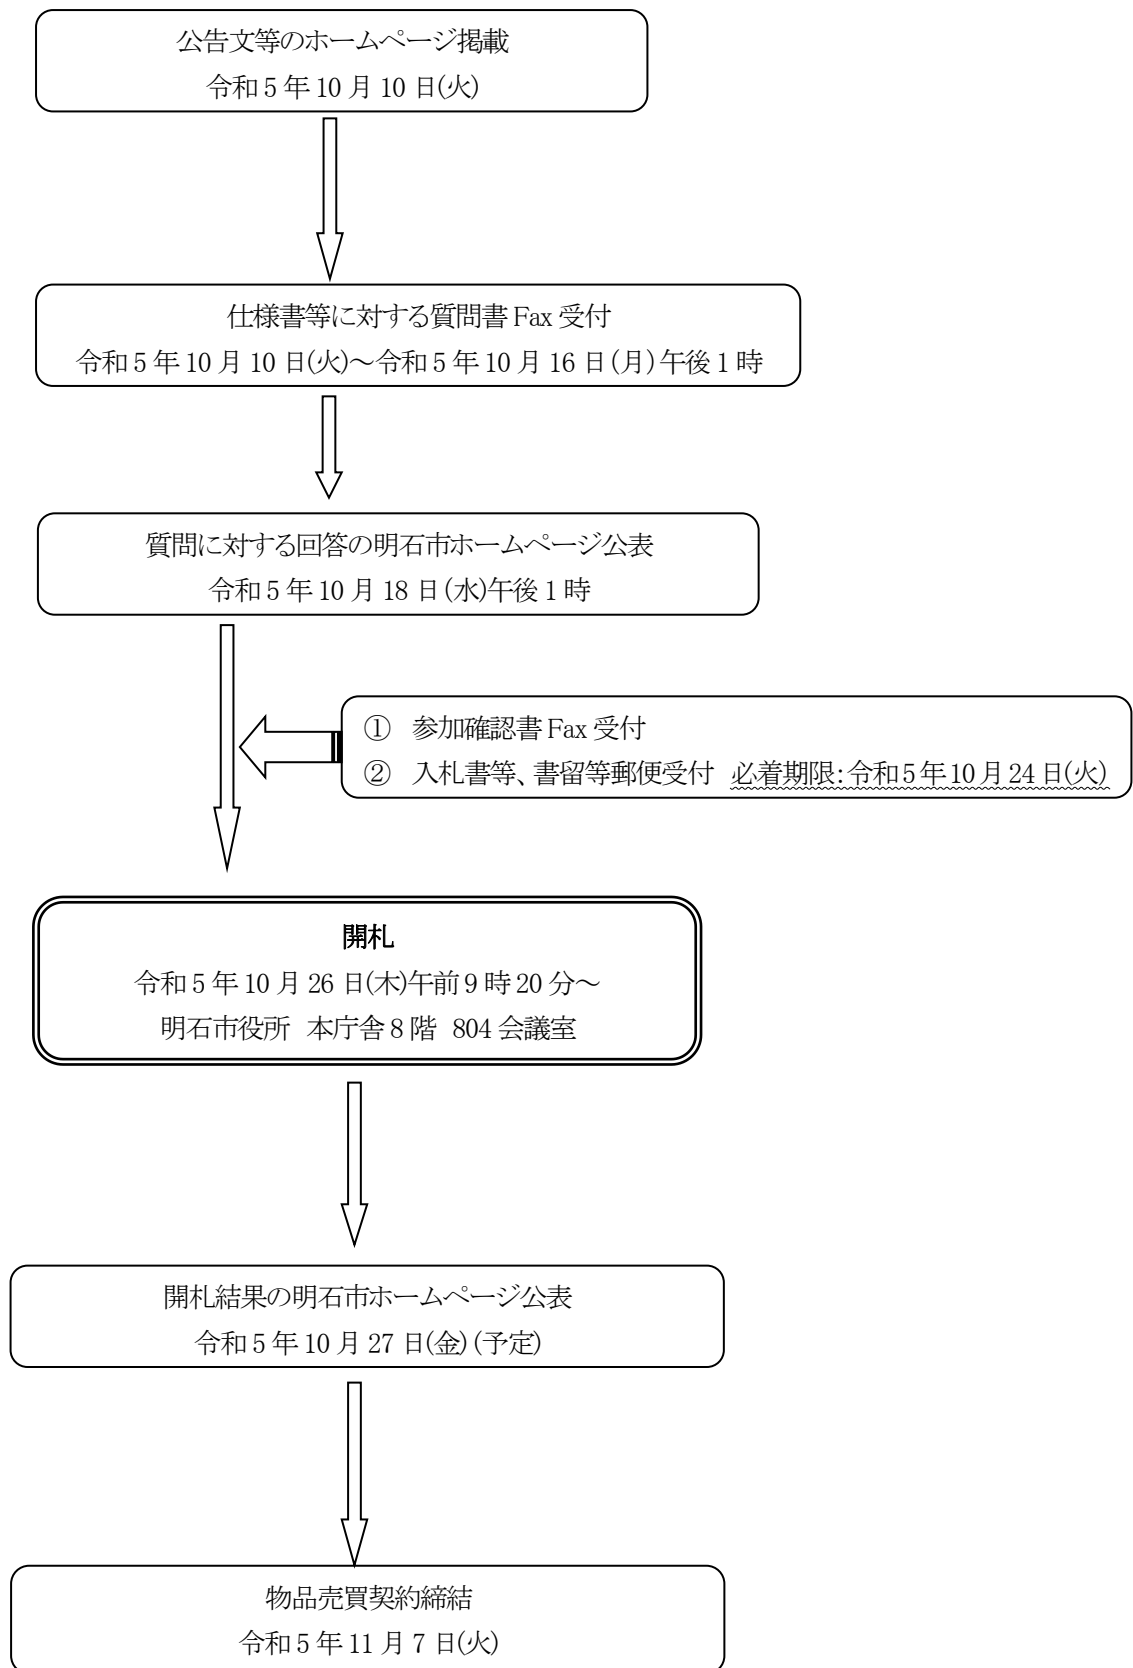 公告文等のホームページ掲載
令和5年10月10日(火)
仕様書等に対する質問書Fax受付
令和5年10月10日(火)～令和5年10月16日(月)午後1時
質問に対する回答の明石市ホームページ公表
令和5年10月18日(水)午後1時
① 参加確認書Fax受付
② 入札書等、書留等郵便受付 必着期限:令和5年10月24日(火)
開札
令和5年10月26日(木)午前9時20分～
明石市役所 本庁舎8階 804会議室
開札結果の明石市ホームページ公表
令和5年10月27日(金)(予定)
物品売買契約締結
令和5年11月7日(火)